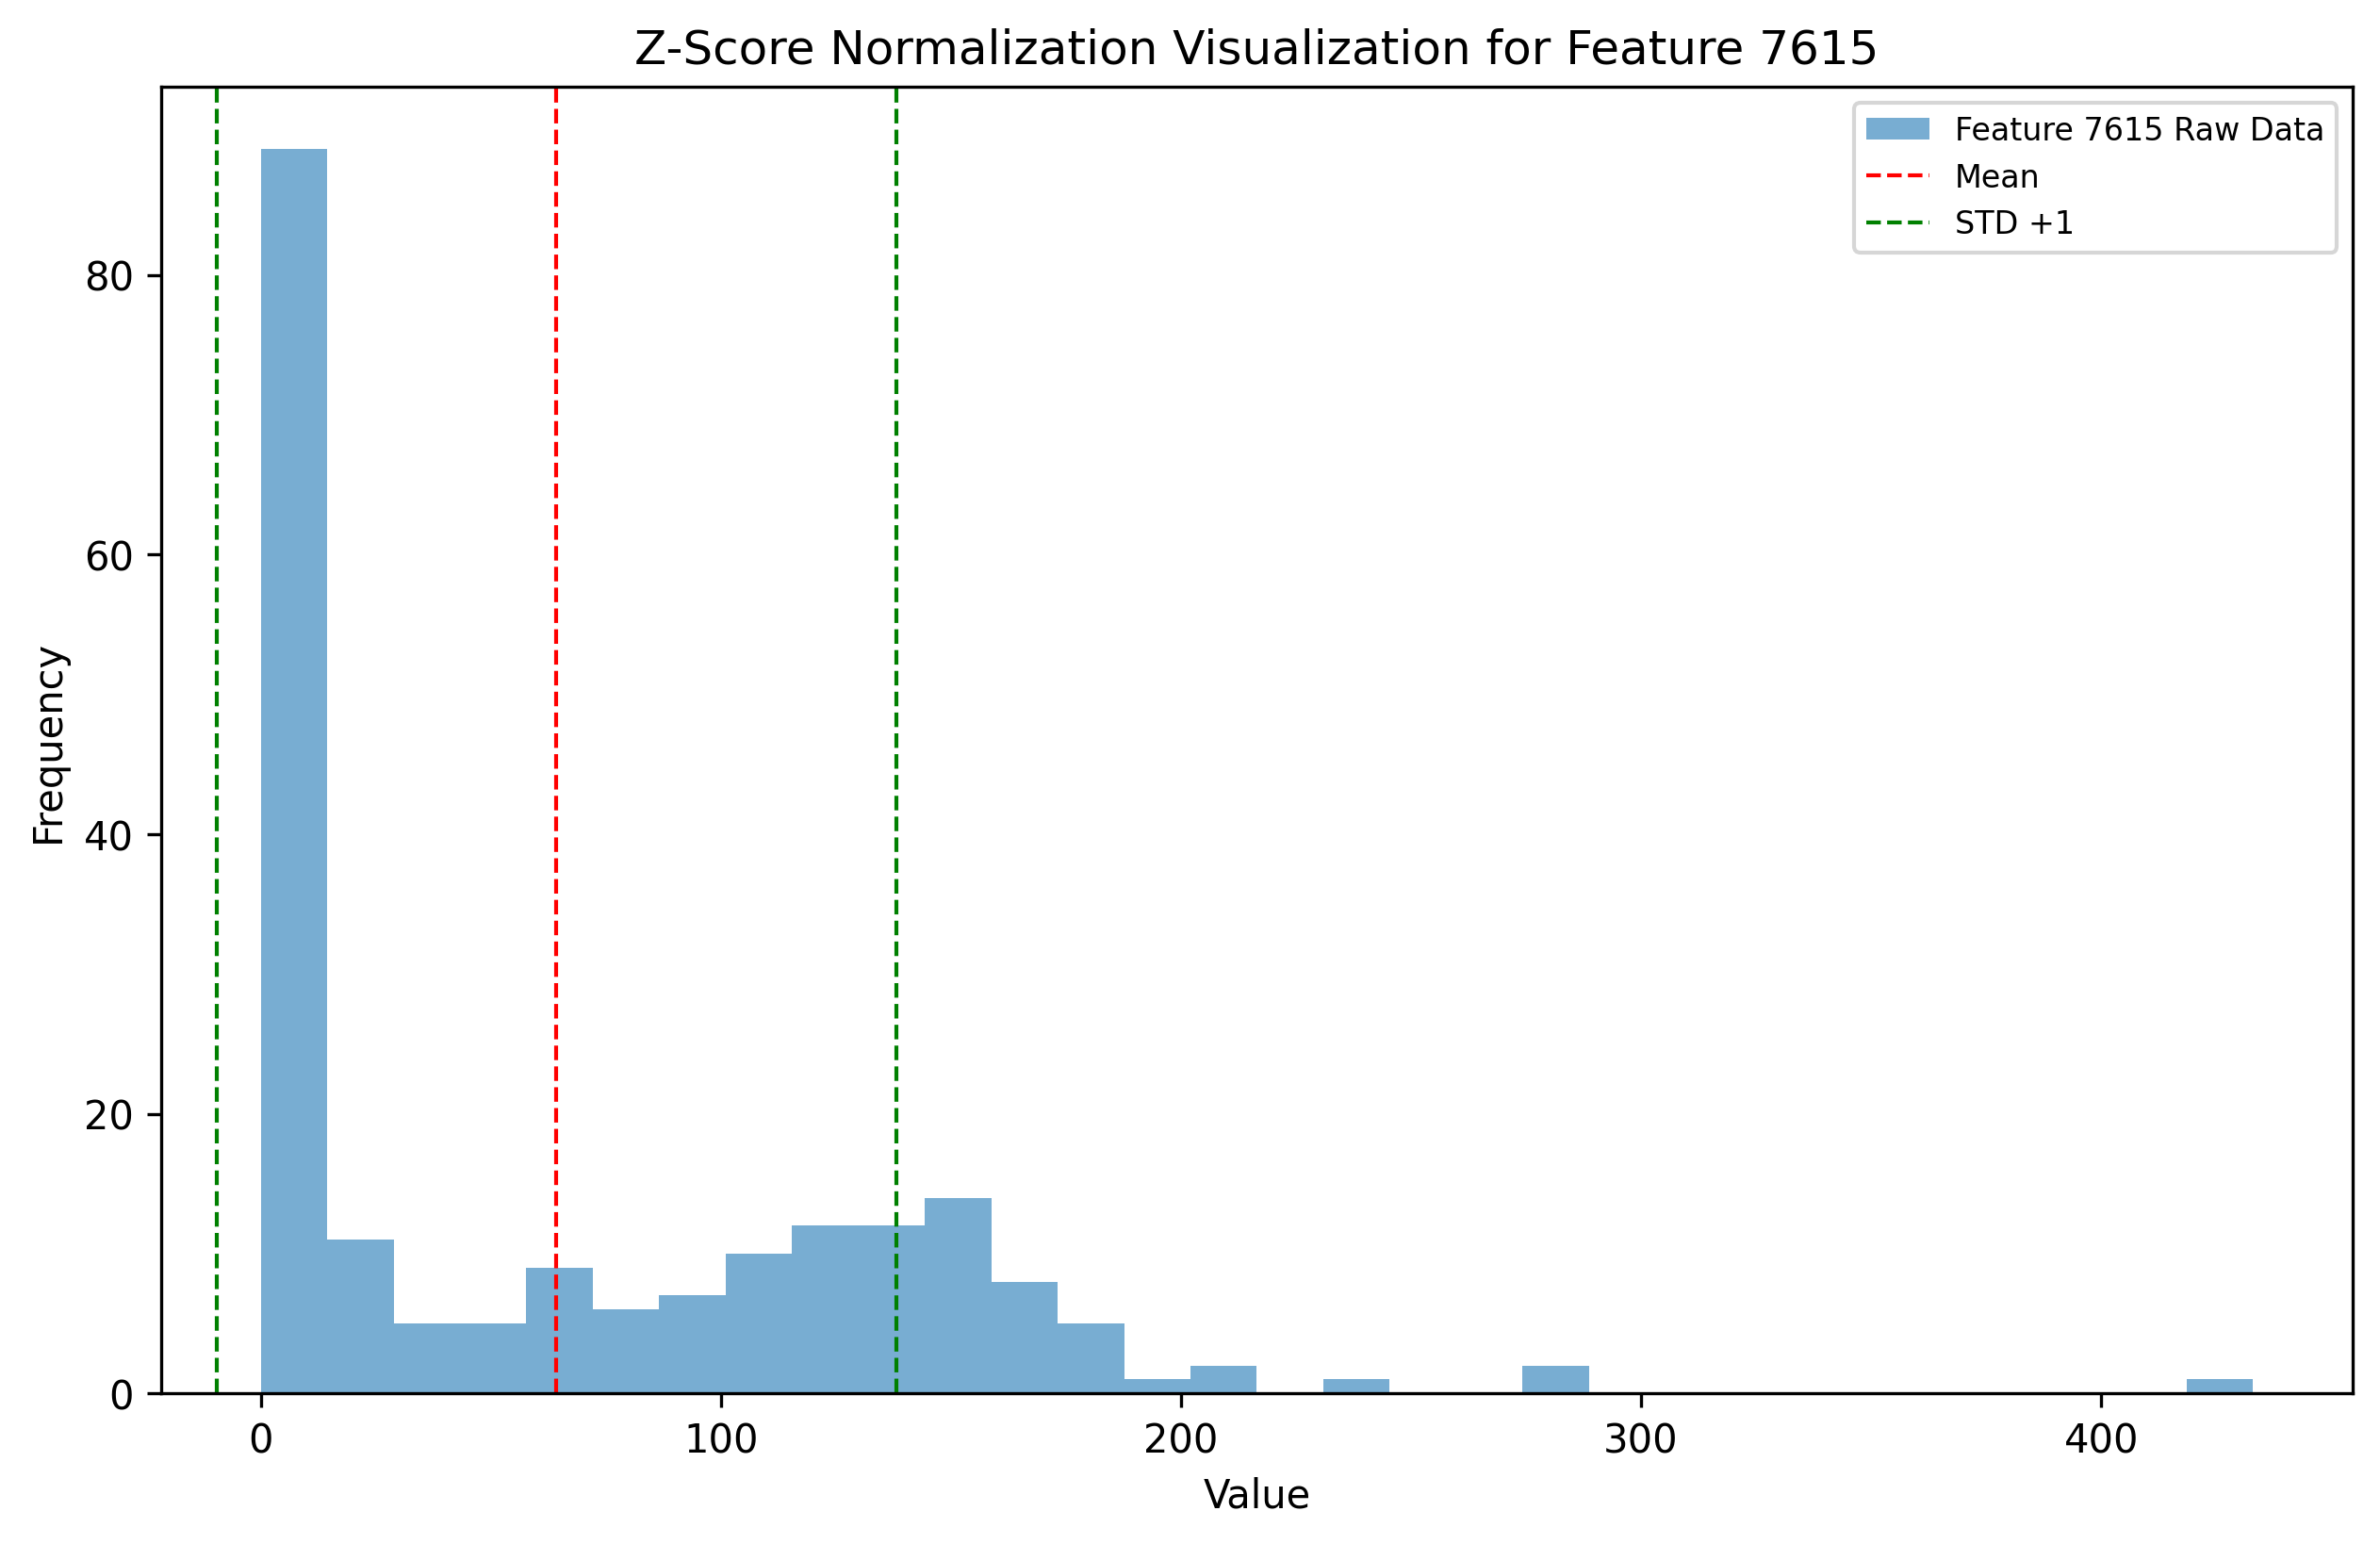 Z-Score Normalization Visualization for Feature 7615
Feature 7615 Raw Data
Mean
STD +1
80
60
40
20
0
Frequency
0 100 200 300 400
Value